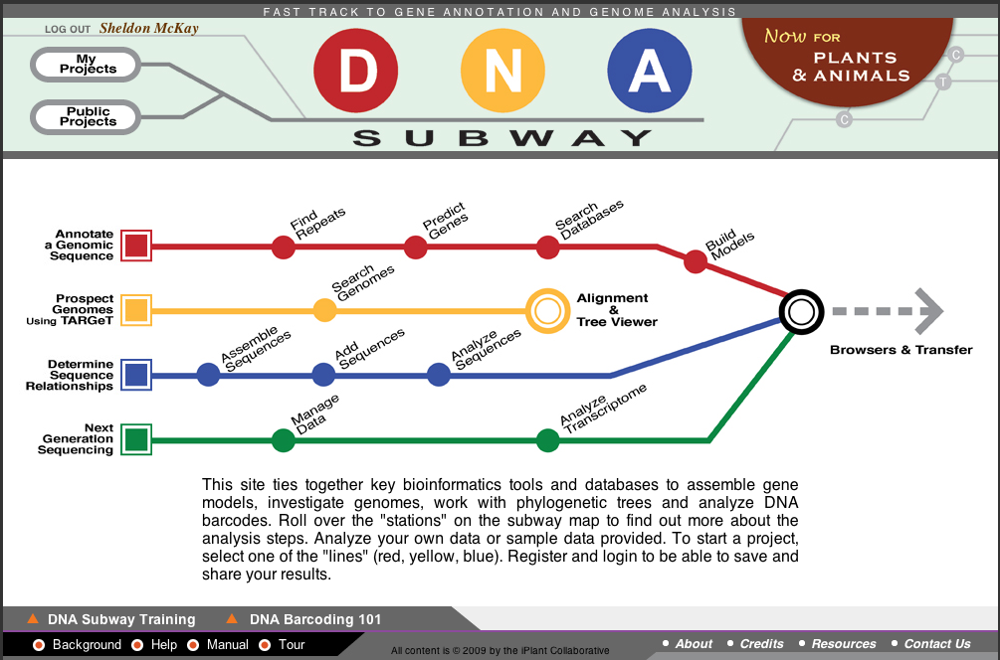 FAST TRACK TO GENE ANNOTATION AND GENOME ANALYSIS
LOG OUT Sheldon McKay
My
Projects
Public
Projects
D N A
SUBWAY
Now FOR
PLANTS
& ANIMALS
C
T
C
Annotate
a Genomic
Sequence
Find
Repeats
Predict
Genes
Search
Databases
Build
Models
Prospect
Genomes
Using TARGeT
Search
Genomes
Alignment
&
Tree Viewer
Browsers & Transfer
Determine
Sequence
Relationships
Assemble
Sequences
Add
Sequences
Analyze
Sequences
Next
Generation
Sequencing
Manage
Data
Analyze
Transcriptome
This site ties together key bioinformatics tools and databases to assemble gene
models, investigate genomes, work with phylogenetic trees and analyze DNA
barcodes. Roll over the "stations" on the subway map to find out more about the
analysis steps. Analyze your own data or sample data provided. To start a project,
select one of the "lines" (red, yellow, blue). Register and login to be able to save and
share your results.
DNA Subway Training DNA Barcoding 101
Background Help Manual Tour
All content is © 2009 by the iPlant Collaborative
About Credits Resources Contact Us